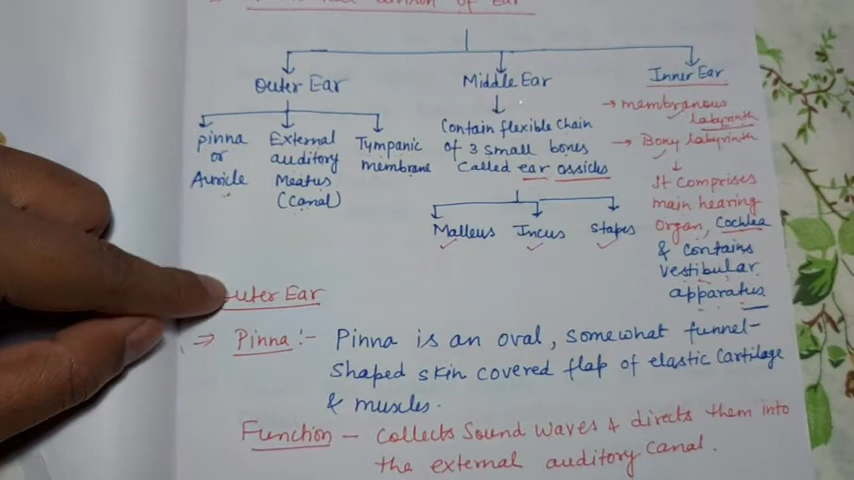 of Ear
Outer Ear
Middle Ear
Inner Ear
pinna
or
Auricle
External
auditory
Meatus
(canal)
Tympanic
membrane
Contain flexible chain
of 3 small bones
called ear ossicles
Malleus
Incus
Stapes
→ membranous
labyrinth
→ Bony labyrinth
It comprises
main hearing
organ, Cochlea
& contains
vestibular
apparatus
outer Ear
⇒ Pinna :- Pinna is an oval, somewhat funnel-
shaped skin covered flap of elastic cartilage
& muscles.
Function - collects sound waves & directs them into
the external auditory canal.